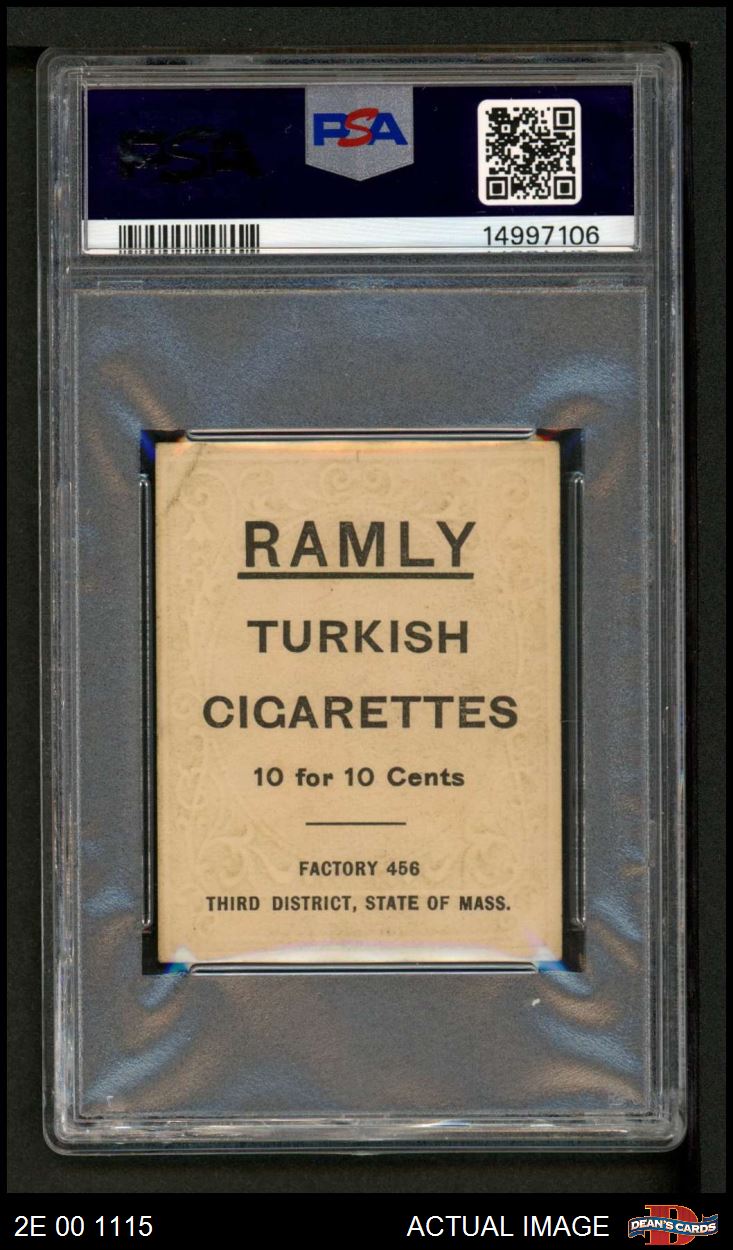 PSA
PSA
14997106
RAMLY
TURKISH
CIGARETTES
10 for 10 Cents
FACTORY 456
THIRD DISTRICT, STATE OF MASS.
2E 00 1115
ACTUAL IMAGE
D
DEAN'S CARDS